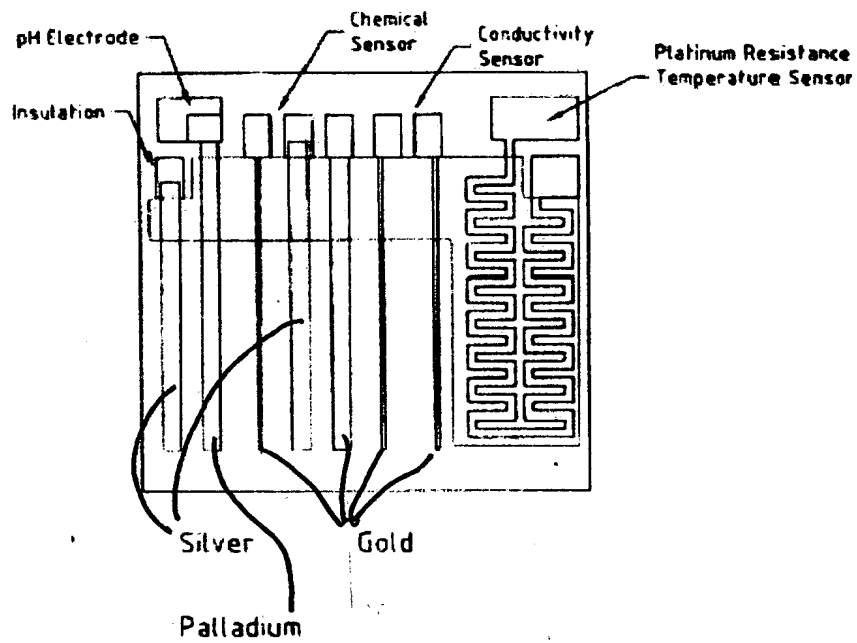 Chemical
Sensor
pH Electrode
Conductivity
Sensor
Platinum Resistance
Temperature Sensor
Insulation
Silver
Gold
Palladium